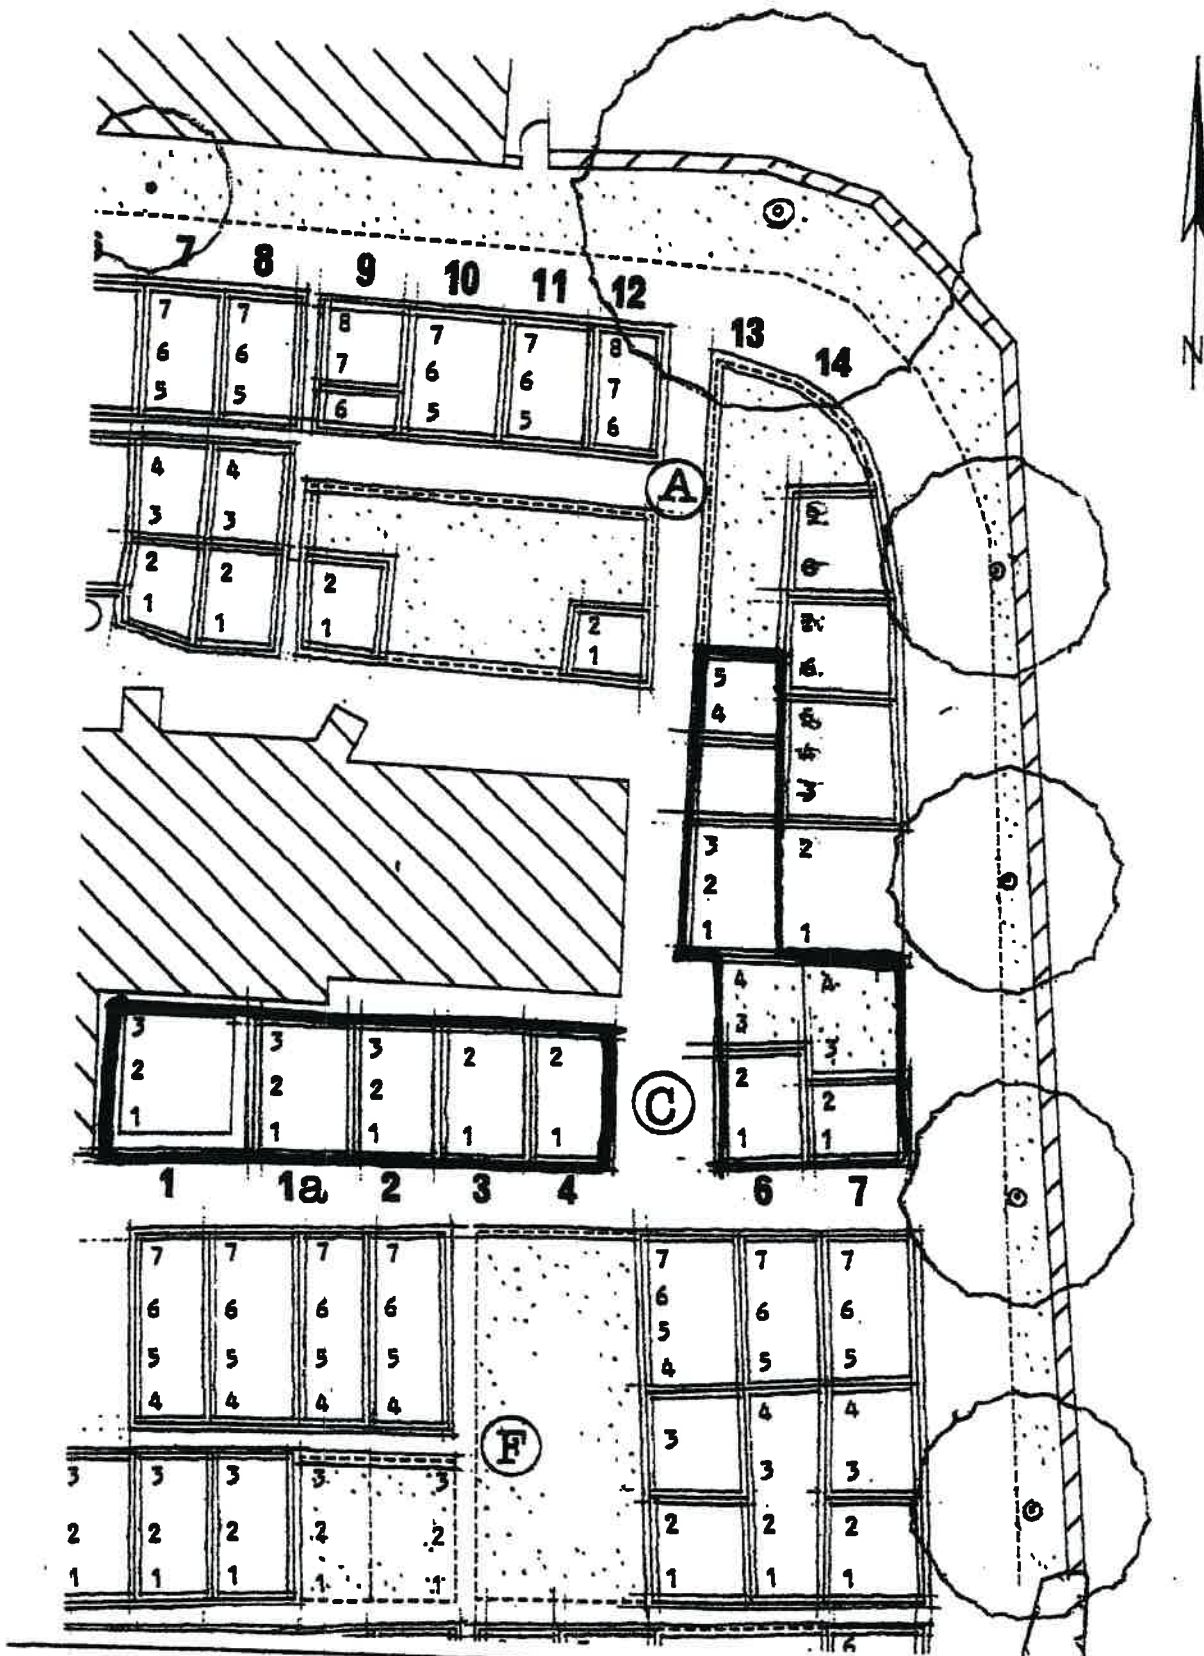 7 8 9 10 11 12
13 14
N
7 7 8 7 7 8
6 6 7 6 6 7
5 5 6 5 5 6
A
4 4
3 3
2 2 2 2
1 1 1 1
5
4
3 2
2
1 1
4 4
3 3
2 2
1 1
3 3 3 2 2
2 2 2
1 1 1 1 1
C
1 1a 2 3 4 6 7
7 7 7 7 7 7 7
6 6 6 6 6 6 6
5 5 5 5 5 5 5
4 4 4 4 4
F
4 4
3 3 3
3 3 3 3 3
2 2 2 2 2 2 2 2
1 1 1 1 1 1 1 1
6